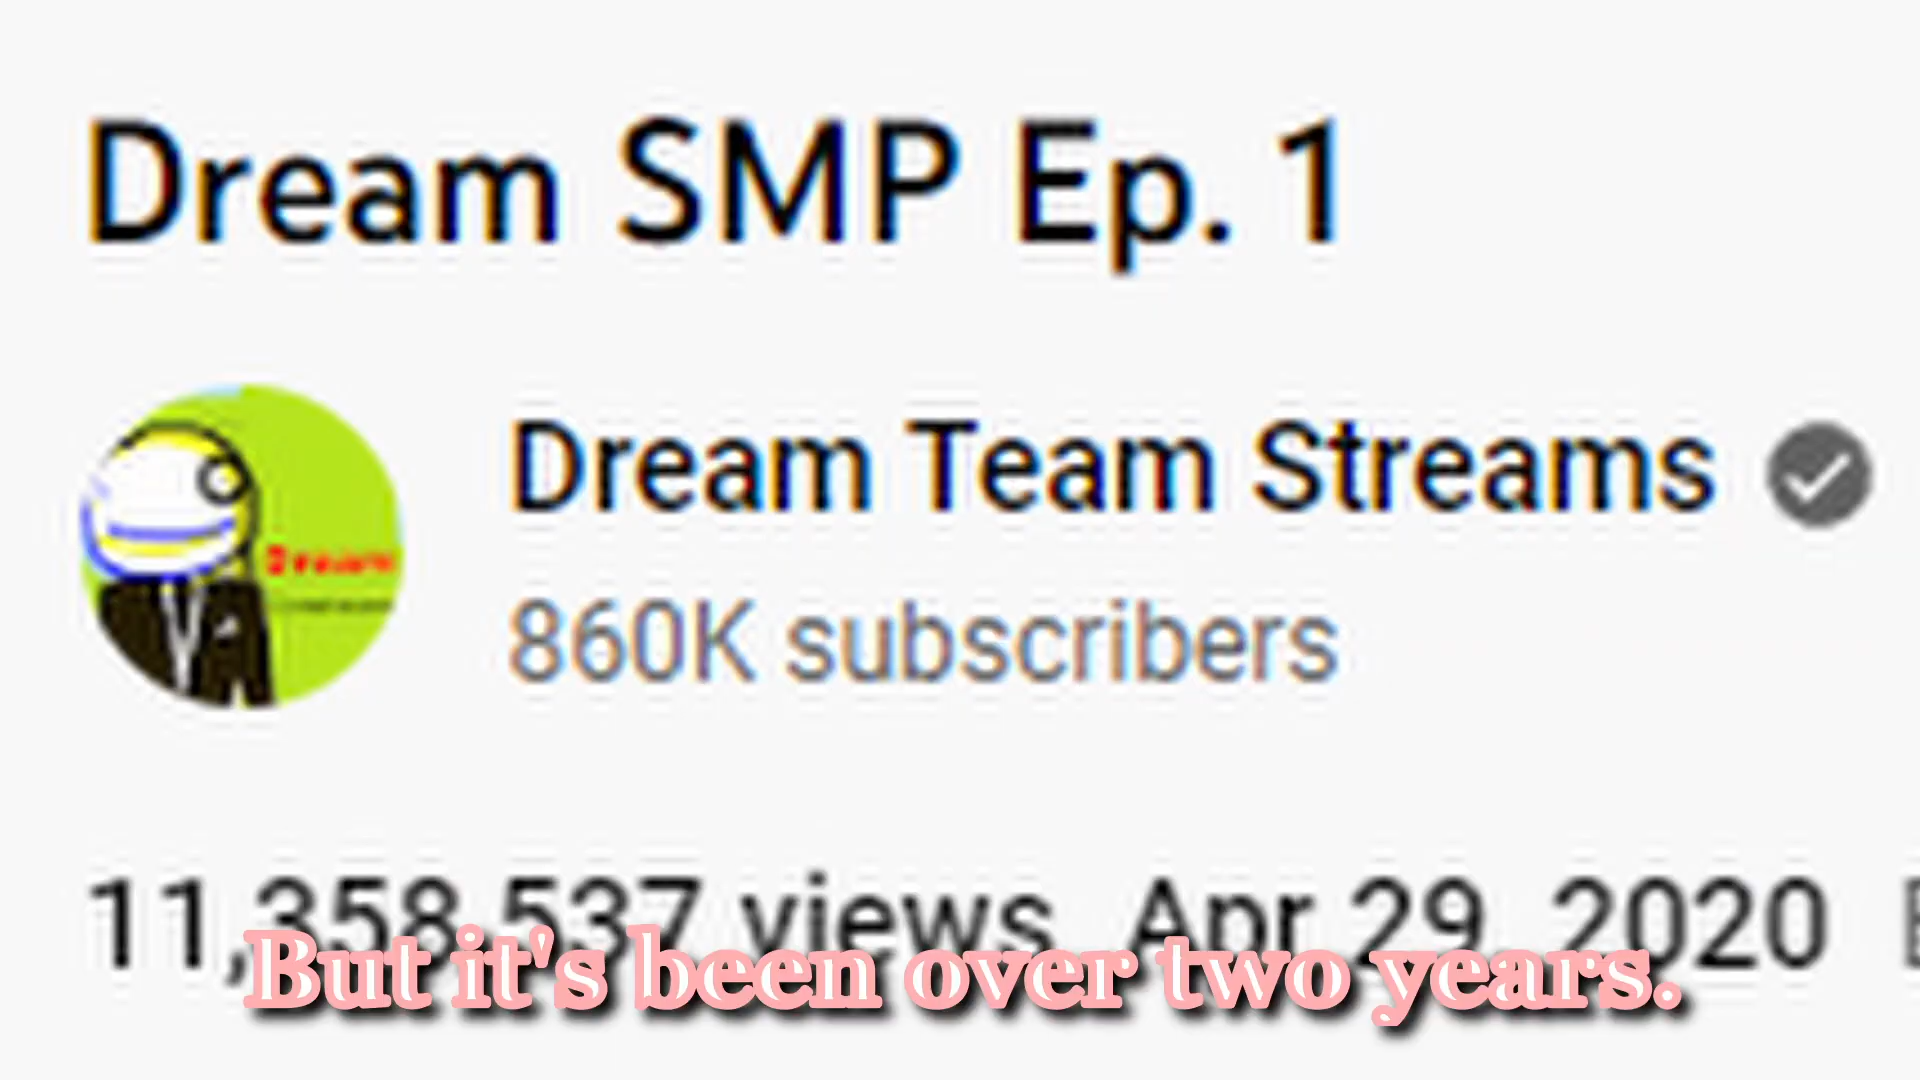 Dream SMP Ep. 1
Dream Team Streams
860K subscribers
11,358,537 views Apr 29, 2020
But it's been over two years.